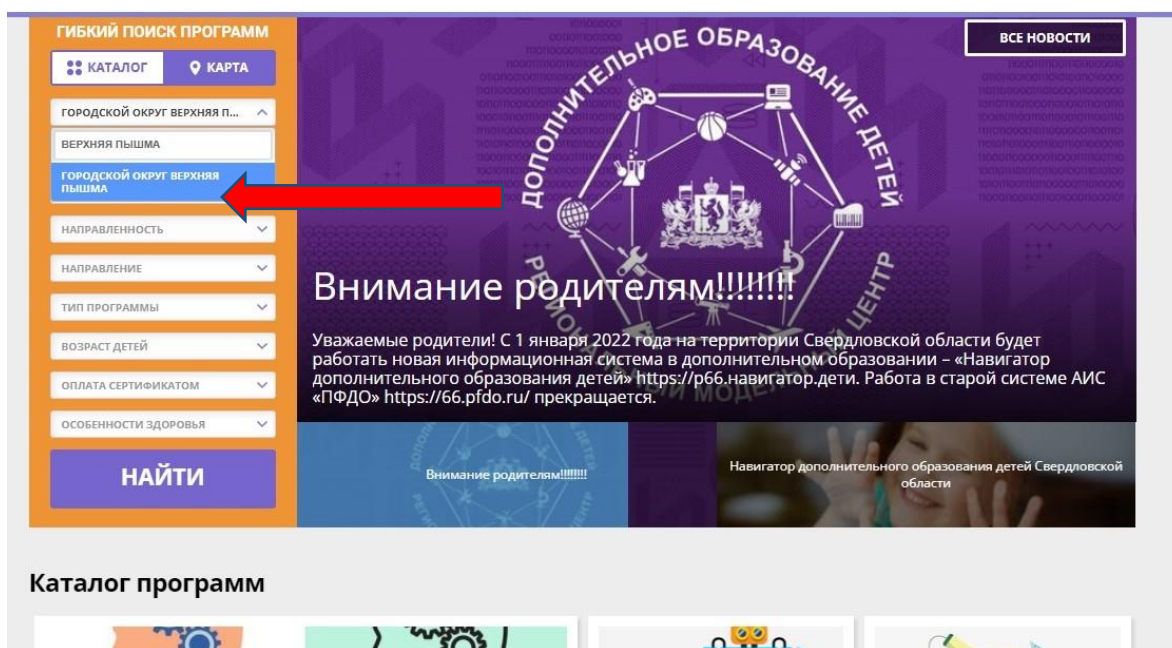 ГИБКИЙ ПОИСК ПРОГРАММ
КАТАЛОГ
КАРТА
ГОРОДСКОЙ ОКРУГ ВЕРХНЯЯ П...
ВЕРХНЯЯ ПЫШМА
ГОРОДСКОЙ ОКРУГ ВЕРХНЯЯ
ПЫШМА
НАПРАВЛЕННОСТЬ
НАПРАВЛЕНИЕ
ТИП ПРОГРАММЫ
ВОЗРАСТ ДЕТЕЙ
ОПЛАТА СЕРТИФИКАТОМ
ОСОБЕННОСТИ ЗДОРОВЬЯ
НАЙТИ
ВСЕ НОВОСТИ
ДОПОЛНИТЕЛЬНОЕ ОБРАЗОВАНИЕ ДЕТЕЙ
РЕГИОНАЛЬНЫЙ МОДЕЛЬНЫЙ ЦЕНТР
Внимание родителям!!!!!!!!
Уважаемые родители! С 1 января 2022 года на территории Свердловской области будет
работать новая информационная система в дополнительном образовании – «Навигатор
дополнительного образования детей» https://р66.навигатор.дети. Работа в старой системе АИС
«ПФДО» https://66.pfdo.ru/ прекращается.
Внимание родителям!!!!!!!!
Навигатор дополнительного образования детей Свердловской
области
Каталог программ